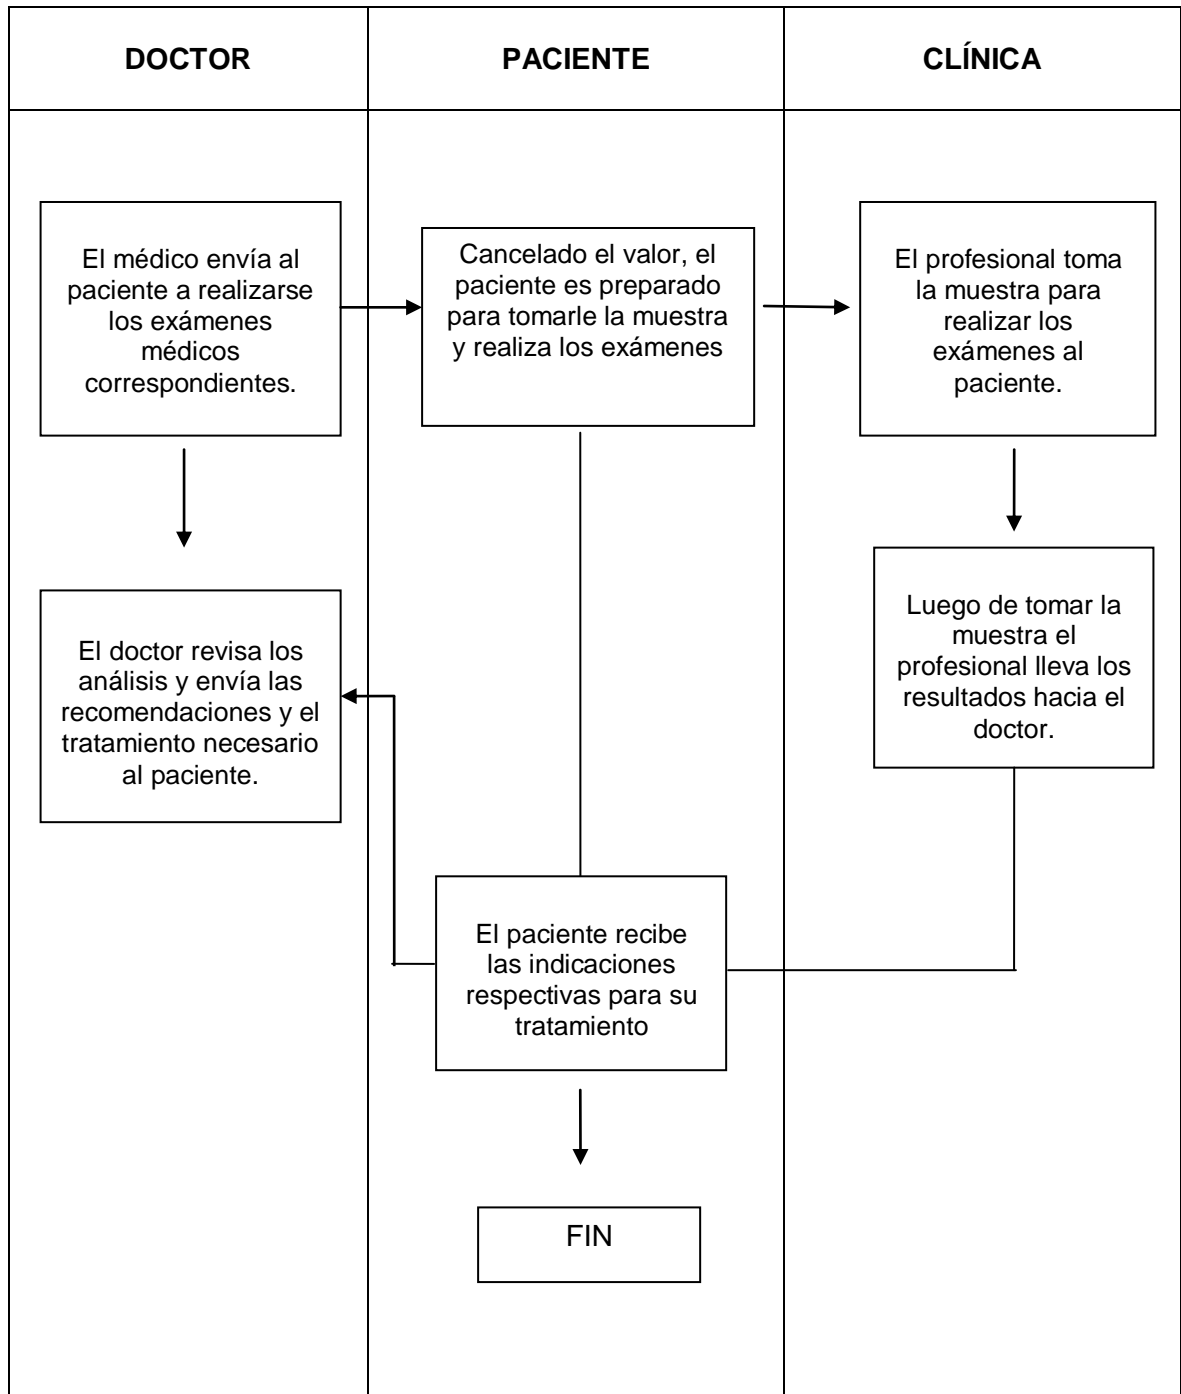 DOCTOR
PACIENTE
CLÍNICA
El médico envía al
paciente a realizarse
los exámenes
médicos
correspondientes.
Cancelado el valor, el
paciente es preparado
para tomarle la muestra
y realiza los exámenes
El profesional toma
la muestra para
realizar los
exámenes al
paciente.
El doctor revisa los
análisis y envía las
recomendaciones y el
tratamiento necesario
al paciente.
Luego de tomar la
muestra el
profesional lleva los
resultados hacia el
doctor.
El paciente recibe
las indicaciones
respectivas para su
tratamiento
FIN